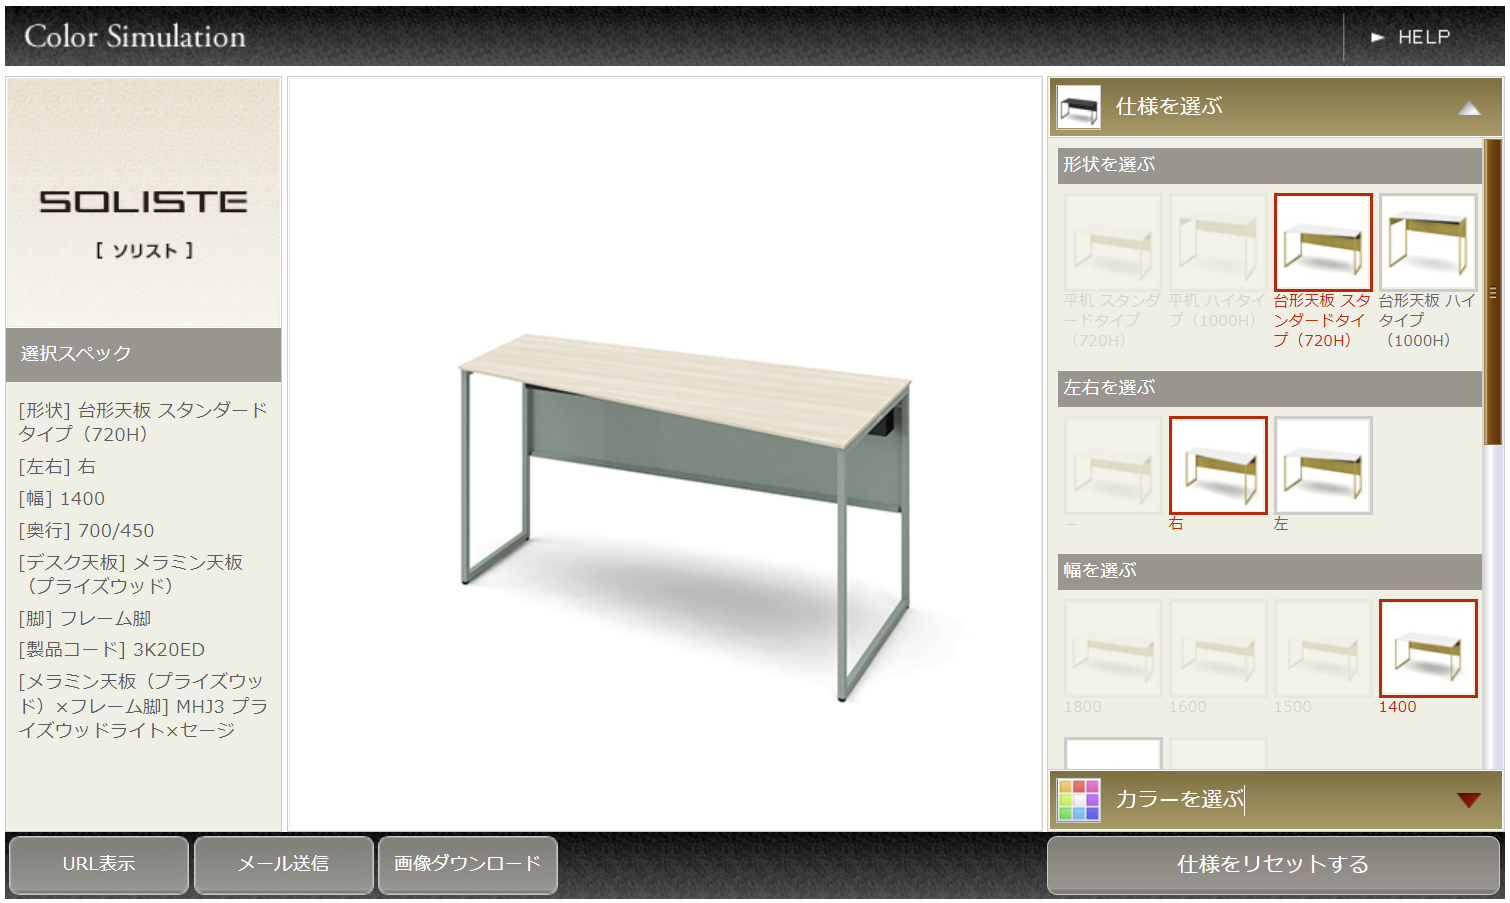 Color Simulation
HELP
SOLISTE
[ ソリスト ]
選択スペック
[形状] 台形天板 スタンダード
タイプ（720H）
[左右] 右
[幅] 1400
[奥行] 700/450
[デスク天板] メラミン天板
（プライズウッド）
[脚] フレーム脚
[製品コード] 3K20ED
[メラミン天板（プライズウッ
ド）×フレーム脚] MHJ3 プラ
イズウッドライト×セージ
仕様を選ぶ
形状を選ぶ
平机 スタンダ
ードタイプ
（720H）
平机 ハイタイ
プ（1000H）
台形天板 スタ
ンダードタイ
プ（720H）
台形天板 ハイ
タイプ
（1000H）
左右を選ぶ
–
右
左
幅を選ぶ
1800
1600
1500
1400
カラーを選ぶ
URL表示
メール送信
画像ダウンロード
仕様をリセットする